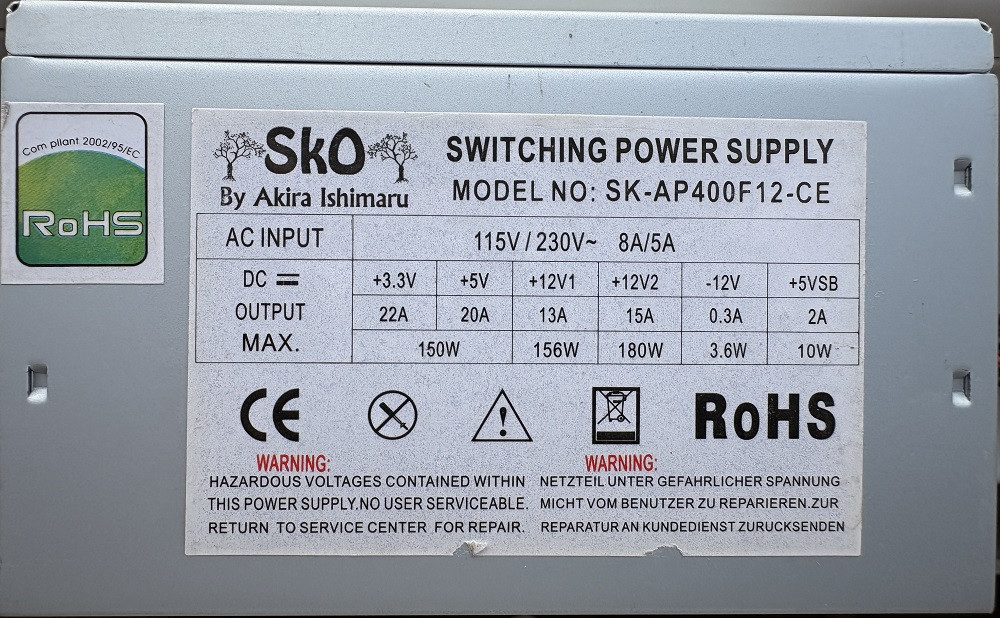 Com pliant 2002/95/EC
RoHS
SkO
By Akira Ishimaru
SWITCHING POWER SUPPLY
MODEL NO: SK-AP400F12-CE
AC INPUT 115V / 230V~ 8A/5A
DC +3.3V +5V +12V1 +12V2 -12V +5VSB
OUTPUT 22A 20A 13A 15A 0.3A 2A
MAX. 150W 156W 180W 3.6W 10W
CE
RoHS
WARNING:
HAZARDOUS VOLTAGES CONTAINED WITHIN
THIS POWER SUPPLY.NO USER SERVICEABLE.
RETURN TO SERVICE CENTER FOR REPAIR.
WARNING:
NETZTEIL UNTER GEFAHRLICHER SPANNUNG
MICHT VOM BENUTZER ZU REPARIEREN.ZUR
REPARATUR AN KUNDEDIENST ZURUCKSENDEN